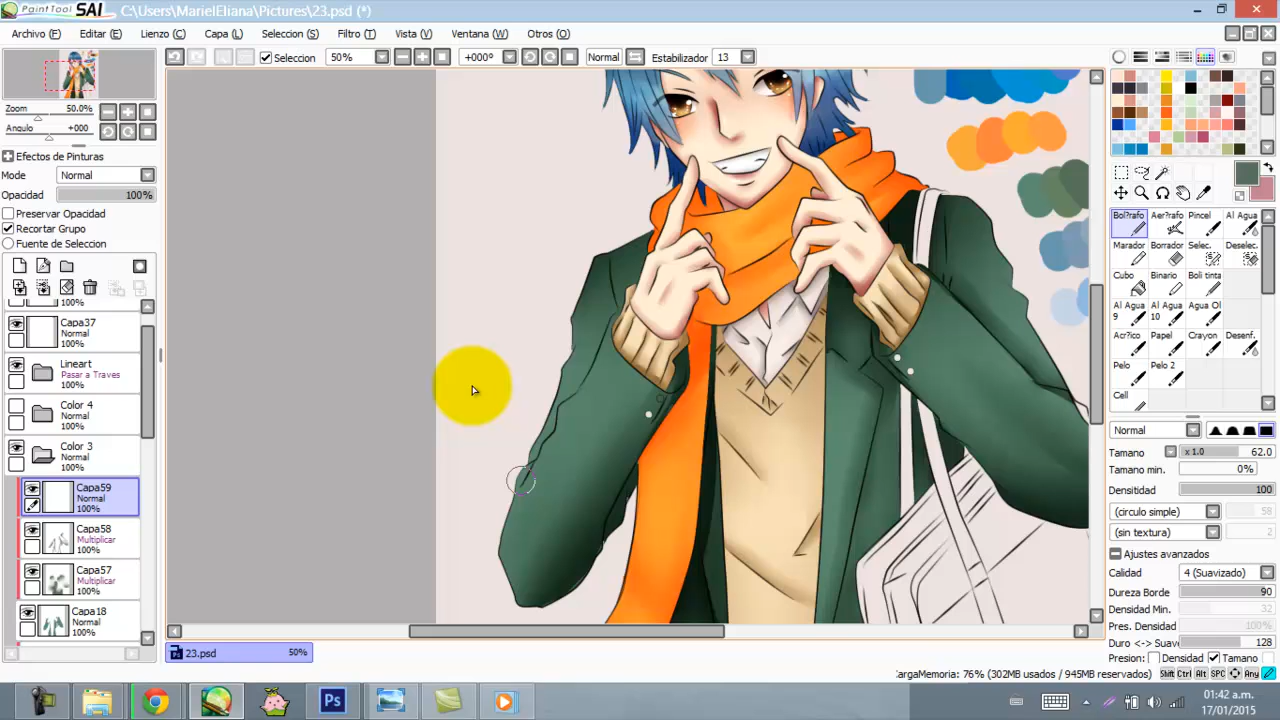 PaintTool SAI C:\Users\MarielEliana\Pictures\23.psd (*)
Archivo (F) Editar (E) Lienzo (C) Capa (L) Seleccion (S) Filtro (T) Vista (V) Ventana (W) Otros (O)
Seleccion 50% +000° Normal Estabilizador 13
Zoom 50.0%
Angulo +000
Efectos de Pinturas
Mode Normal
Opacidad 100%
Preservar Opacidad
Recortar Grupo
Fuente de Seleccion
100%
Capa37
Normal
100%
Lineart
Pasar a Traves
100%
Color 4
Normal
100%
Color 3
Normal
100%
Capa59
Normal
100%
Capa58
Multiplicar
100%
Capa57
Multiplicar
100%
Capa18
Normal
100%
Bol?rafo Aer?rafo Pincel Al Agua
Marador Borrador Selec. Deselec.
Cubo Binario Boli tinta
Al Agua 9 Al Agua 10 Agua Ol
Acr?ico Papel Crayon Desenf.
Pelo Pelo 2
Cell
Normal
Tamano x 1.0 62.0
Tamano min. 0%
Densitidad 100
(circulo simple) 58
(sin textura) 2
Ajustes avanzados
Calidad 4 (Suavizado)
Dureza Borde 90
Densidad Min. 32
Pres. Densidad 100%
Duro <-> Suave 128
Presion: Densidad Tamano
23.psd 50%
CargaMemoria: 76% (302MB usados / 945MB reservados) Shift Ctrl Alt SPC Any
Ps
01:42 a.m.
17/01/2015